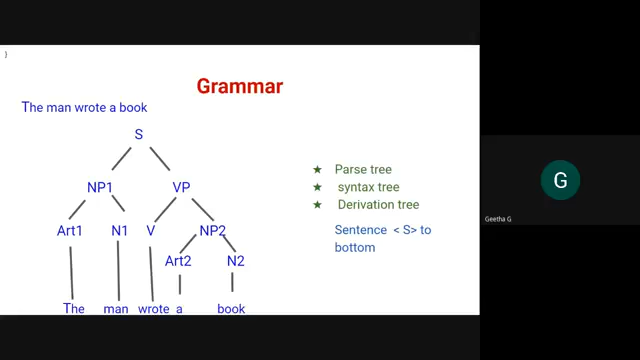 }
Grammar
The man wrote a book
S
NP1 VP
Art1 N1 V NP2
Art2 N2
The man wrote a book
★ Parse tree
★ syntax tree
★ Derivation tree
Sentence < S> to
bottom
G
Geetha G